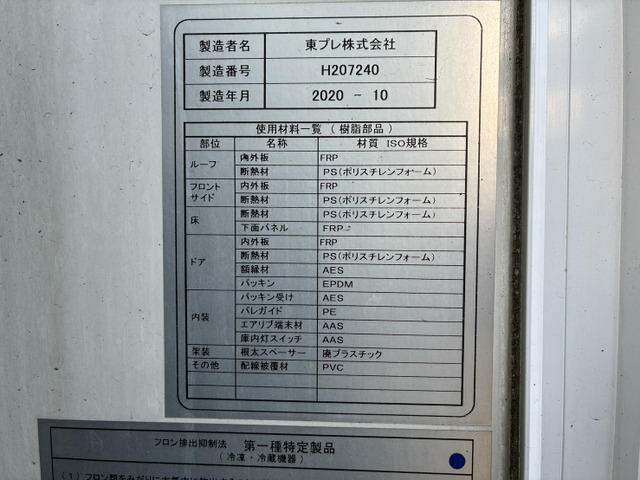 製造者名 東プレ株式会社
製造番号 H207240
製造年月 2020 - 10
使用材料一覧（樹脂部品）
部位 名称 材質 ISO規格
ルーフ 内外板 FRP
断熱材 PS(ポリスチレンフォーム)
フロントサイド 内外板 FRP
断熱材 PS(ポリスチレンフォーム)
床 断熱材 PS(ポリスチレンフォーム)
下面パネル FRP
ドア 内外板 FRP
断熱材 PS(ポリスチレンフォーム)
額縁材 AES
パッキン EPDM
内装 パッキン受け AES
バレガイド PE
エアリブ端末材 AAS
庫内灯スイッチ AAS
架装 根太スペーサー 廃プラスチック
その他 配線被覆材 PVC
フロン排出抑制法 第一種特定製品
（冷凍・冷蔵機器）